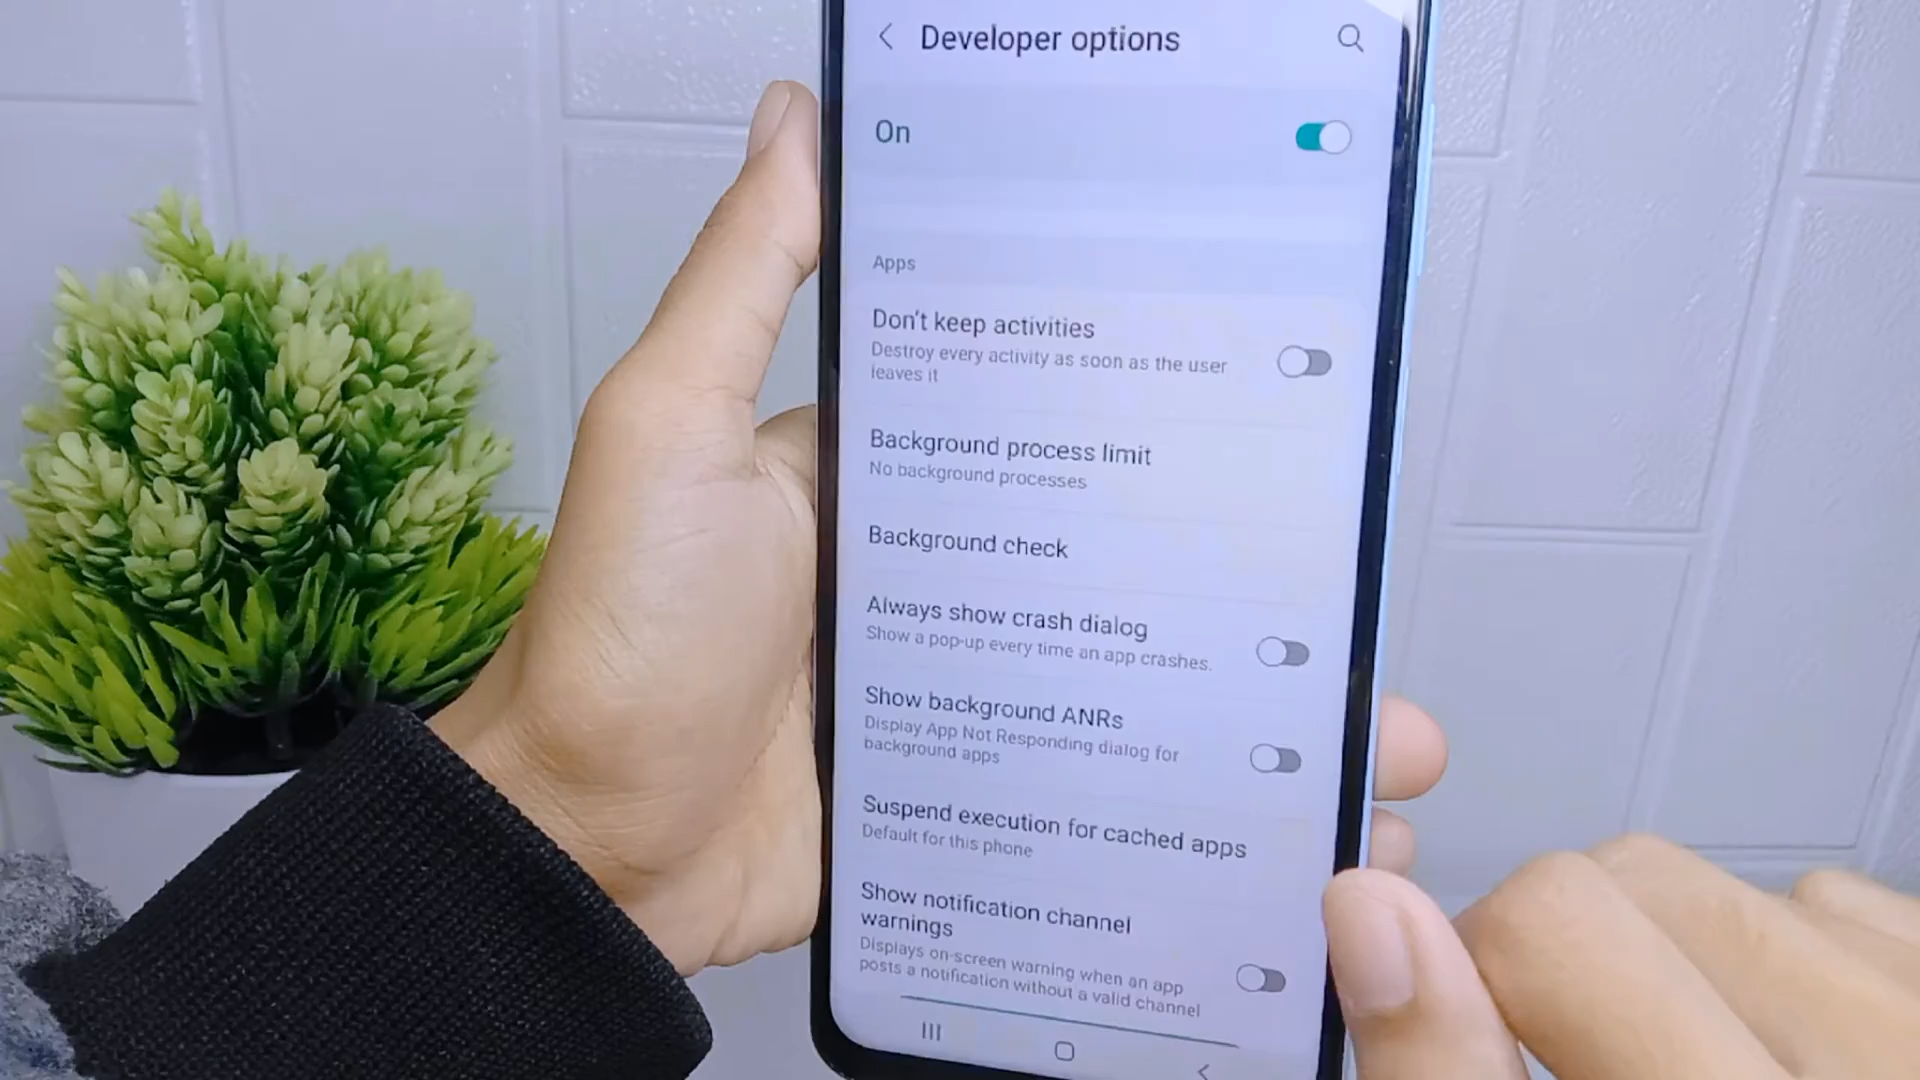 Developer options
On
Apps
Don't keep activities
Destroy every activity as soon as the user
leaves it
Background process limit
No background processes
Background check
Always show crash dialog
Show a pop-up every time an app crashes.
Show background ANRs
Display App Not Responding dialog for
background apps
Suspend execution for cached apps
Default for this phone
Show notification channel
warnings
Displays on-screen warning when an app
posts a notification without a valid channel